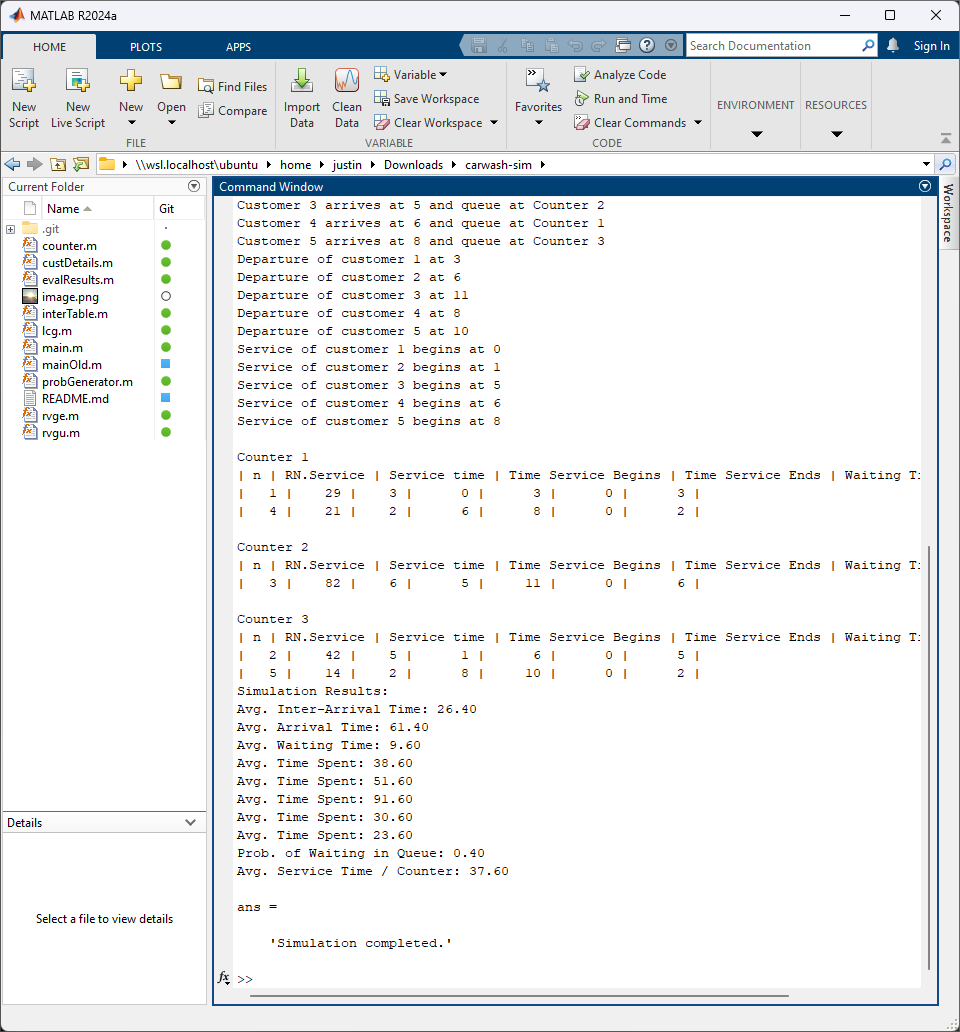 MATLAB R2024a
HOME PLOTS APPS
Search Documentation
Sign In
New Script
New Live Script
New
Open
Find Files
Compare
FILE
Import Data
Clean Data
Variable
Save Workspace
Clear Workspace
VARIABLE
Favorites
Analyze Code
Run and Time
Clear Commands
CODE
ENVIRONMENT
RESOURCES
\\wsl.localhost\ubuntu home justin Downloads carwash-sim
Current Folder
Name Git
.git
counter.m
custDetails.m
evalResults.m
image.png
interTable.m
lcg.m
main.m
mainOld.m
probGenerator.m
README.md
rvge.m
rvgu.m
Details
Select a file to view details
Command Window
Customer 3 arrives at 5 and queue at Counter 2
Customer 4 arrives at 6 and queue at Counter 1
Customer 5 arrives at 8 and queue at Counter 3
Departure of customer 1 at 3
Departure of customer 2 at 6
Departure of customer 3 at 11
Departure of customer 4 at 8
Departure of customer 5 at 10
Service of customer 1 begins at 0
Service of customer 2 begins at 1
Service of customer 3 begins at 5
Service of customer 4 begins at 6
Service of customer 5 begins at 8
Counter 1
| n | RN.Service | Service time | Time Service Begins | Time Service Ends | Waiting Ti
| 1 | 29 | 3 | 0 | 3 | 0 | 3 |
| 4 | 21 | 2 | 6 | 8 | 0 | 2 |
Counter 2
| n | RN.Service | Service time | Time Service Begins | Time Service Ends | Waiting Ti
| 3 | 82 | 6 | 5 | 11 | 0 | 6 |
Counter 3
| n | RN.Service | Service time | Time Service Begins | Time Service Ends | Waiting Ti
| 2 | 42 | 5 | 1 | 6 | 0 | 5 |
| 5 | 14 | 2 | 8 | 10 | 0 | 2 |
Simulation Results:
Avg. Inter-Arrival Time: 26.40
Avg. Arrival Time: 61.40
Avg. Waiting Time: 9.60
Avg. Time Spent: 38.60
Avg. Time Spent: 51.60
Avg. Time Spent: 91.60
Avg. Time Spent: 30.60
Avg. Time Spent: 23.60
Prob. of Waiting in Queue: 0.40
Avg. Service Time / Counter: 37.60
ans =
'Simulation completed.'
fx >>
Workspace